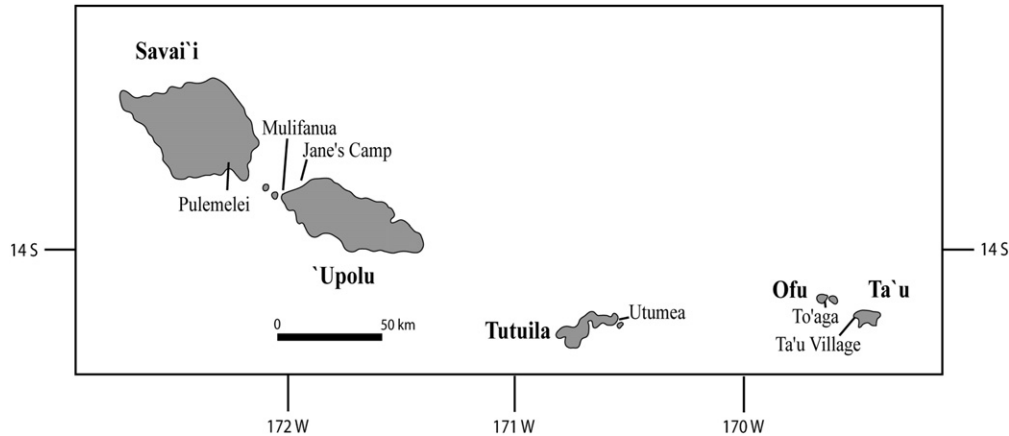 Savai`i
Mulifanua
Jane's Camp
Pulemelei
14 S
14 S
`Upolu
Ofu
Ta`u
0
50 km
Tutuila
Utumea
To'aga
Ta'u Village
172 W
171 W
170 W